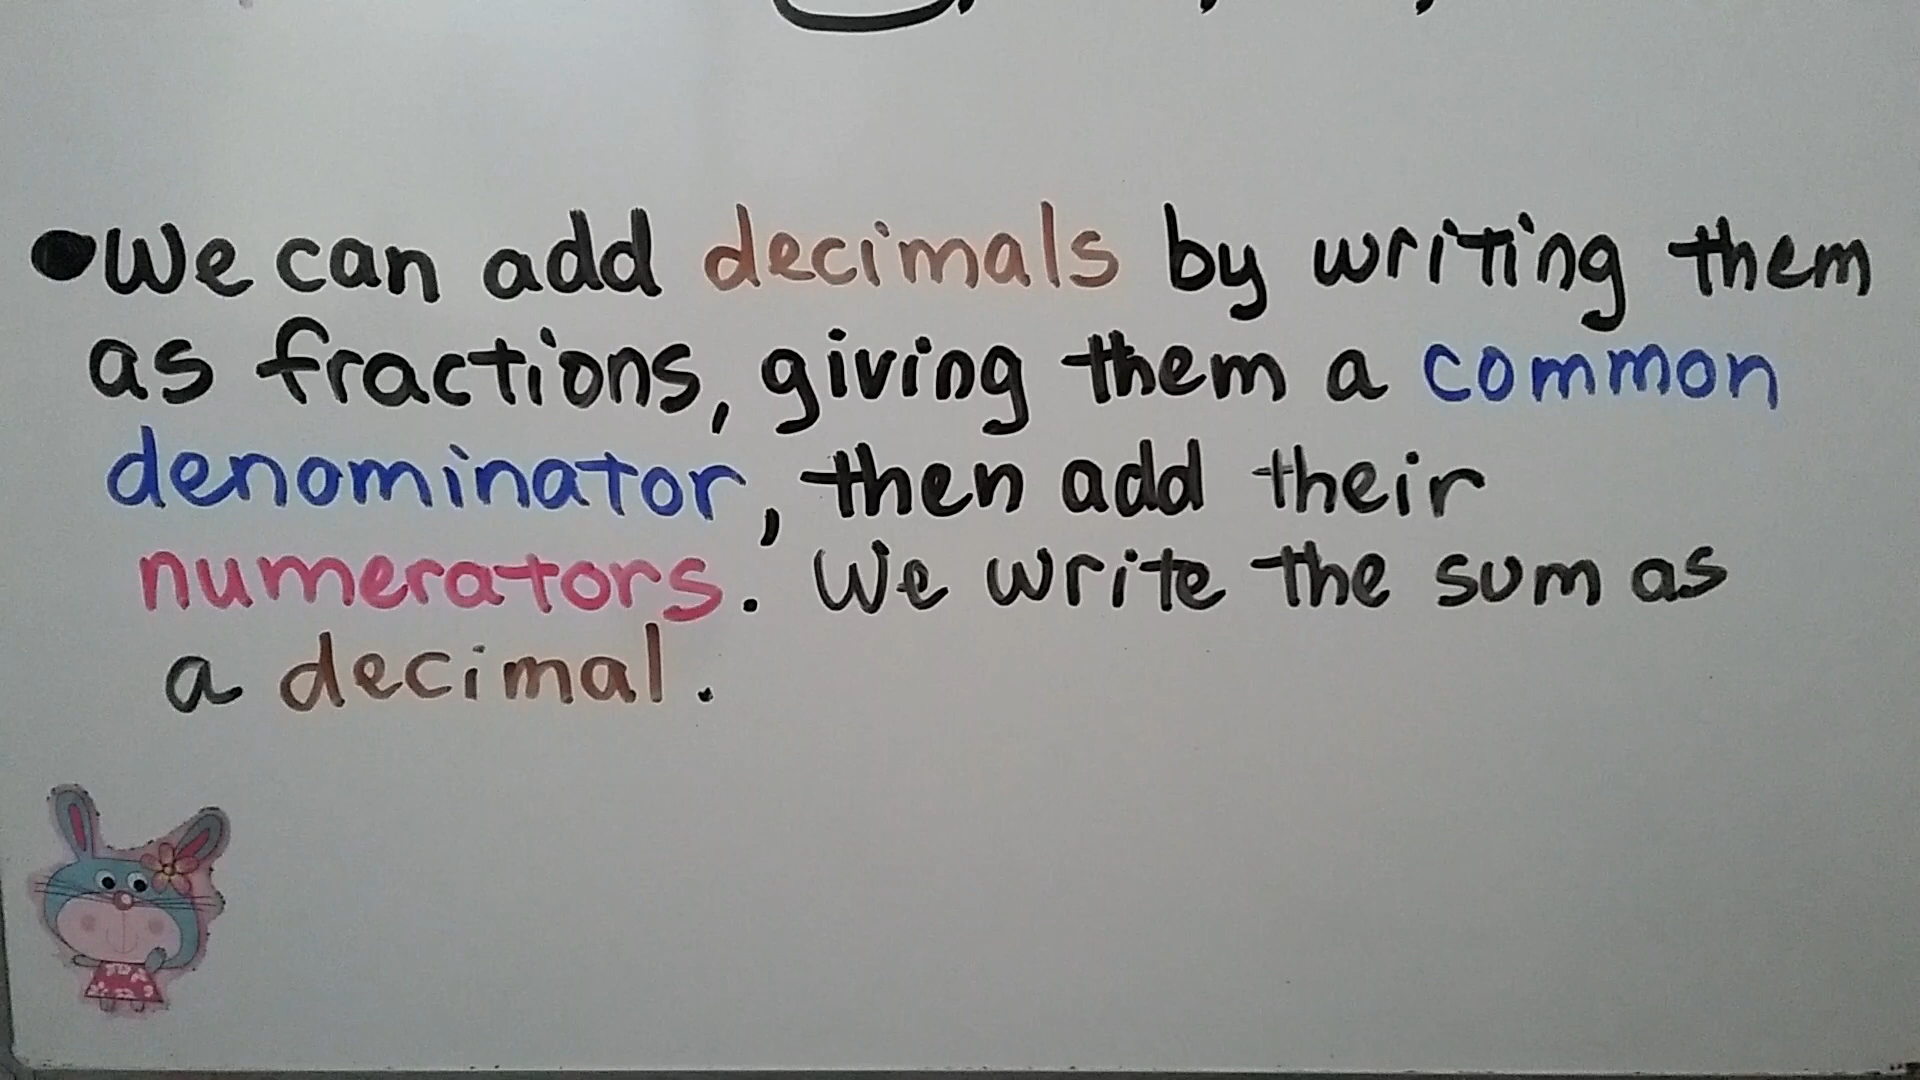 •We can add decimals by writing them
as fractions, giving them a common
denominator, then add their
numerators. We write the sum as
a decimal.